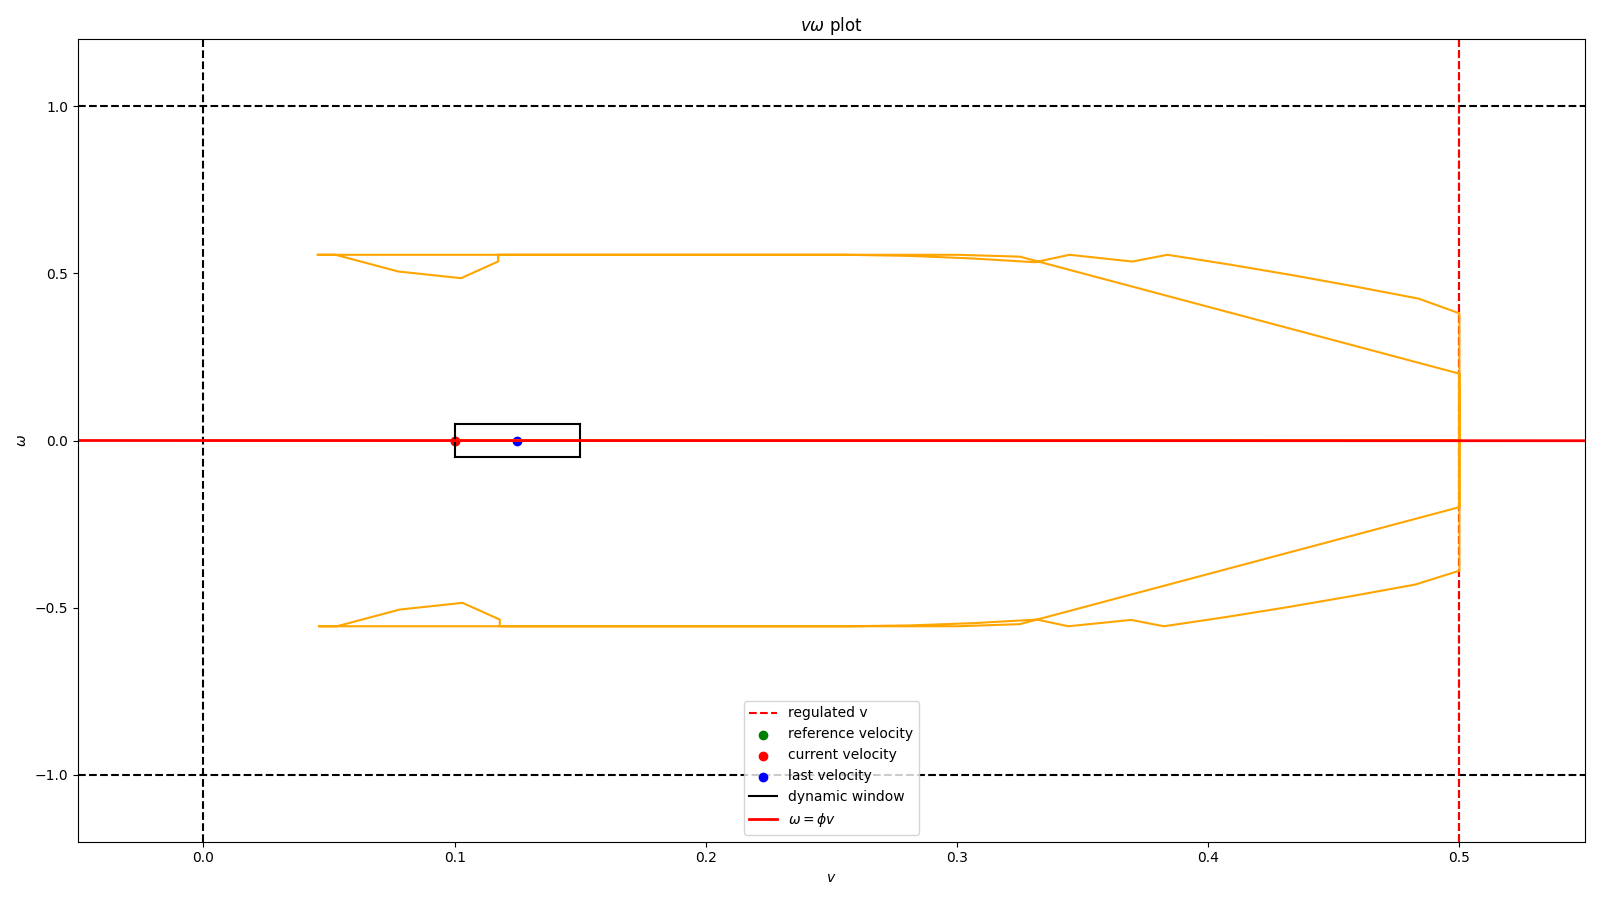 vω plot
1.0
0.5
0.0
−0.5
−1.0
ω
0.0
0.1
0.2
0.3
0.4
0.5
v
regulated v
reference velocity
current velocity
last velocity
dynamic window
ω = ϕv